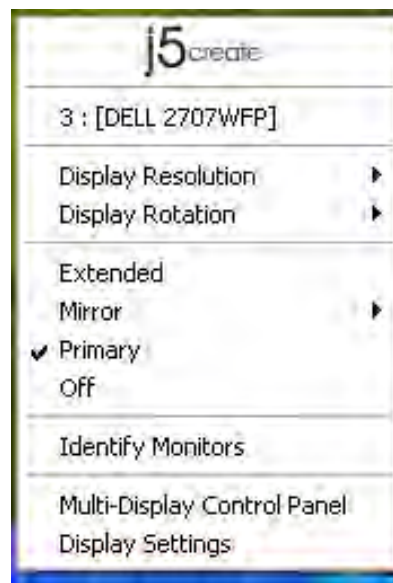 j5create
3 : [DELL 2707WFP]
Display Resolution
Display Rotation
Extended
Mirror
Primary
Off
Identify Monitors
Multi-Display Control Panel
Display Settings